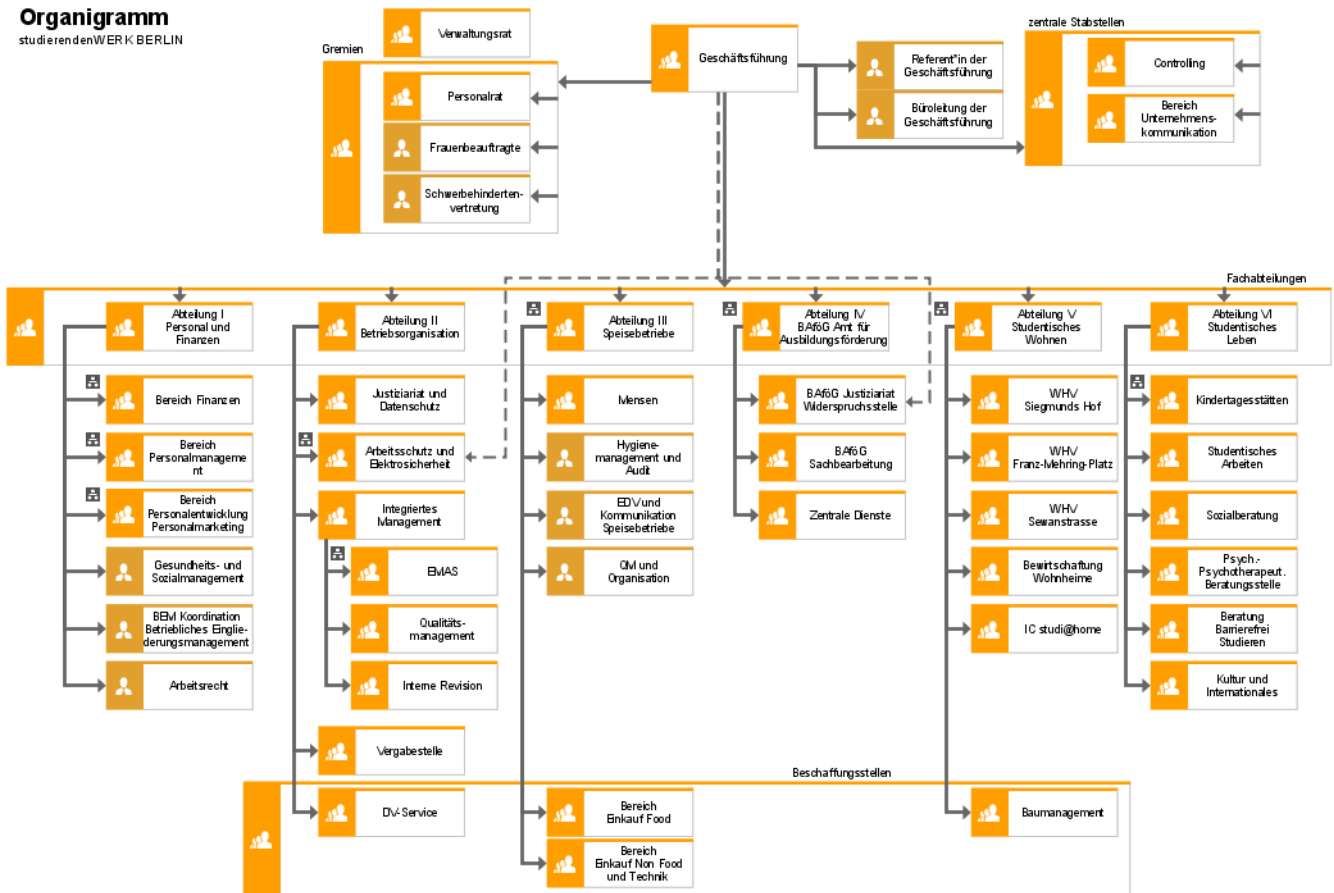 Organigramm
studierendenWERK BERLIN
Gremien
Verwaltungsrat
Personalrat
Frauenbeauftragte
Schwerbehinderten-
vertretung
Geschäftsführung
Referent*in der
Geschäftsführung
Büroleitung der
Geschäftsführung
zentrale Stabstellen
Controlling
Bereich
Unternehmens-
kommunikation
Fachabteilungen
Abteilung I
Personal und
Finanzen
Bereich Finanzen
Bereich
Personalmanageme
nt
Bereich
Personalentwicklung
Personalmarketing
Gesundheits- und
Sozialmanagement
BEM Koordination
Betriebliches Einglie-
derungsmanagement
Arbeitsrecht
Abteilung II
Betriebsorganisation
Justiziariat und
Datenschutz
Arbeitsschutz und
Elektrosicherheit
Integriertes
Management
EMAS
Qualitäts-
management
Interne Revision
Vergabestelle
DV-Service
Abteilung III
Speisebetriebe
Mensen
Hygiene-
management und
Audit
EDV und
Kommunikation
Speisebetriebe
QM und
Organisation
Bereich
Einkauf Food
Bereich
Einkauf Non Food
und Technik
Abteilung IV
BAföG Amt für
Ausbildungsförderung
BAföG Justiziariat
Widerspruchsstelle
BAföG
Sachbearbeitung
Zentrale Dienste
Abteilung V
Studentisches
Wohnen
WHV
Siegmunds Hof
WHV
Franz-Mehring-Platz
WHV
Sewanstrasse
Bewirtschaftung
Wohnheime
IC studi@home
Baumanagement
Abteilung VI
Studentisches
Leben
Kindertagesstätten
Studentisches
Arbeiten
Sozialberatung
Psych.-
Psychotherapeut.
Beratungsstelle
Beratung
Barrierefrei
Studieren
Kultur und
Internationales
Beschaffungsstellen